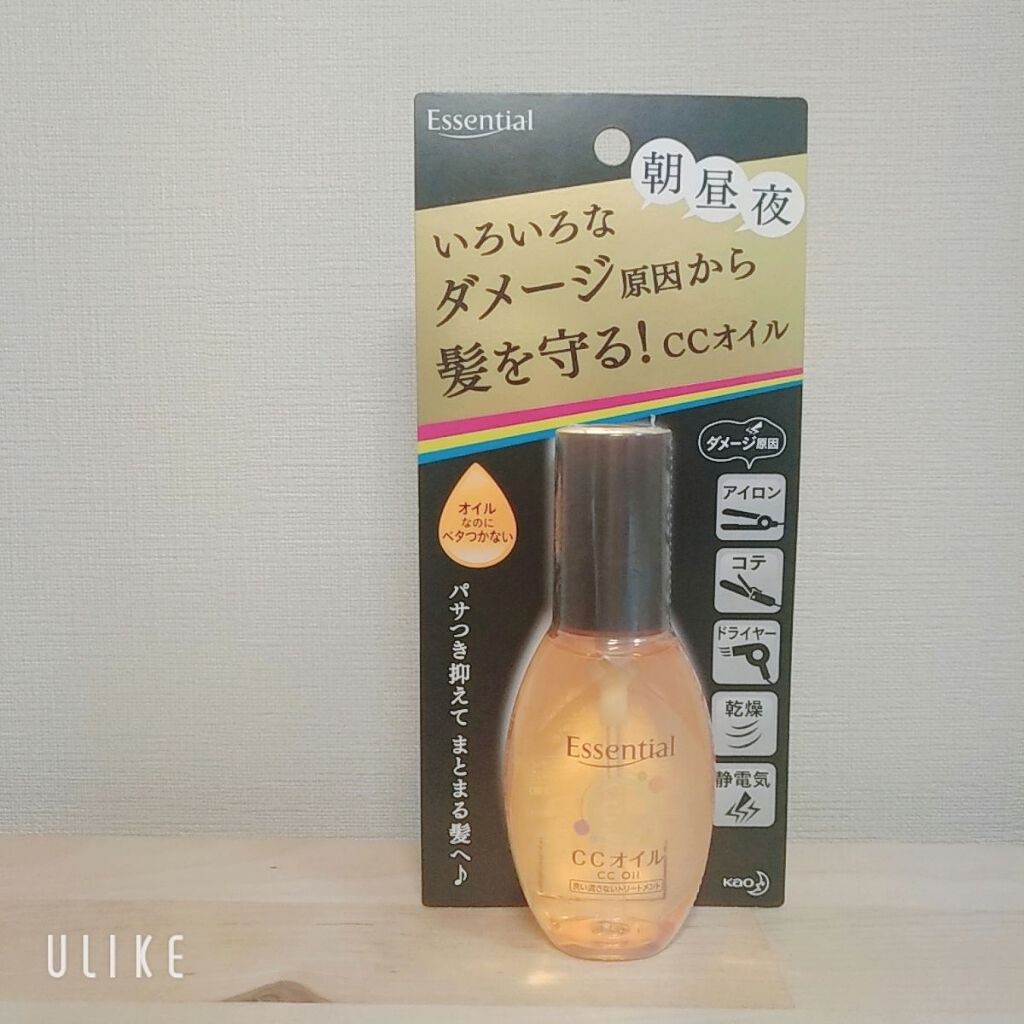 Essential
朝昼夜
いろいろな
ダメージ原因から
髪を守る！CCオイル
ダメージ原因
アイロン
コテ
ドライヤー
乾燥
静電気
オイル
なのに
ベタつかない
パサつき抑えて まとまる髪へ♪
Essential
CCオイル
CC Oil
洗い流さないトリートメント
Kao
ULIKE